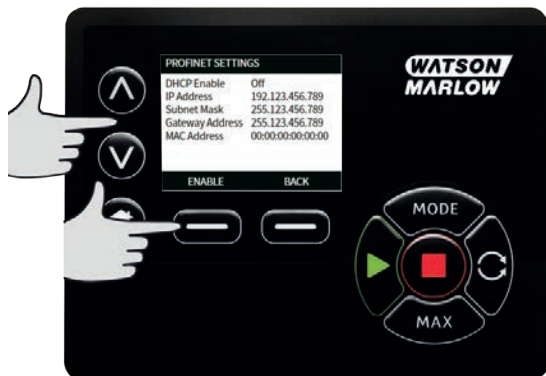 PROFINET SETTINGS
DHCP Enable Off
IP Address 192.123.456.789
Subnet Mask 255.123.456.789
Gateway Address 255.123.456.789
MAC Address 00:00:00:00:00:00
ENABLE BACK
WATSON
MARLOW
MODE
MAX